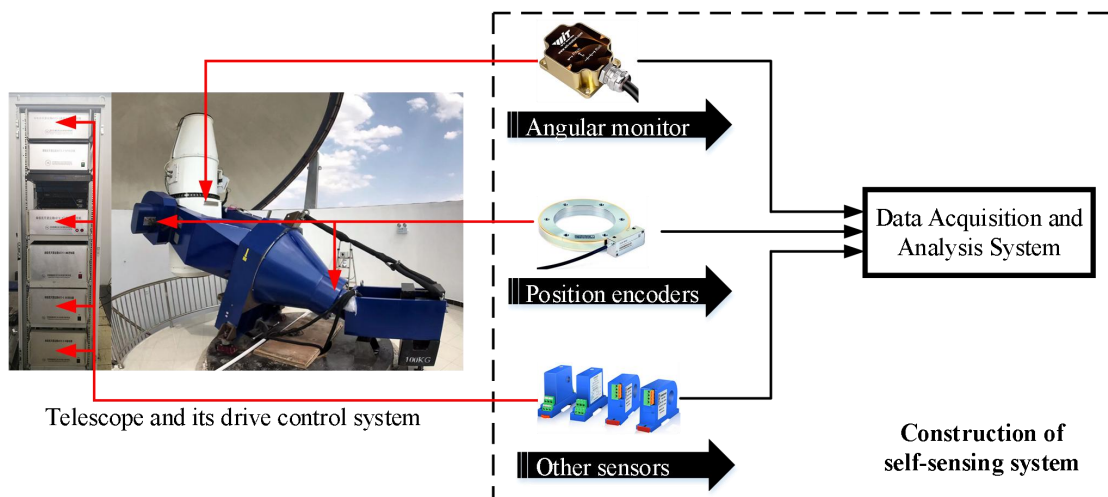 Angular monitor
Position encoders
Other sensors
Data Acquisition and
Analysis System
100KG
Telescope and its drive control system
Construction of
self-sensing system